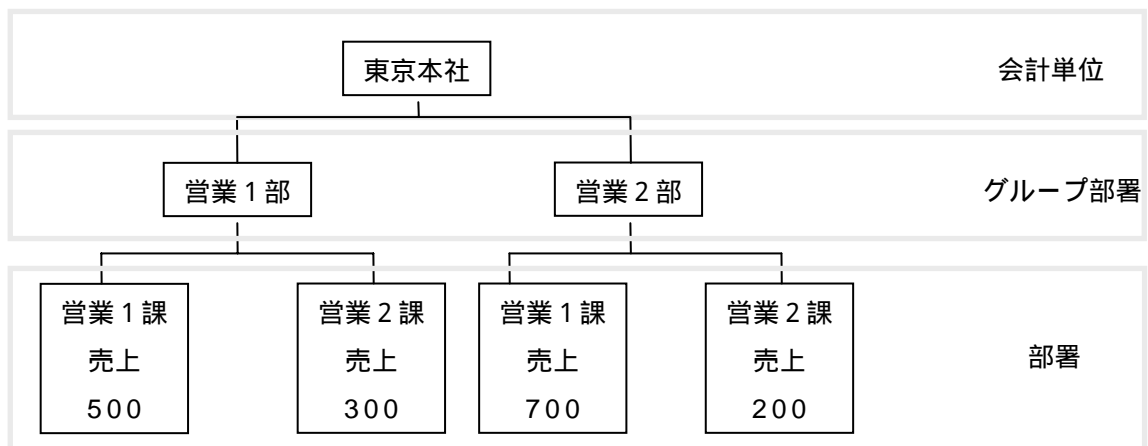 東京本社
会計単位
営業1部
営業2部
グループ部署
営業1課
売上
500
営業2課
売上
300
営業1課
売上
700
営業2課
売上
200
部署